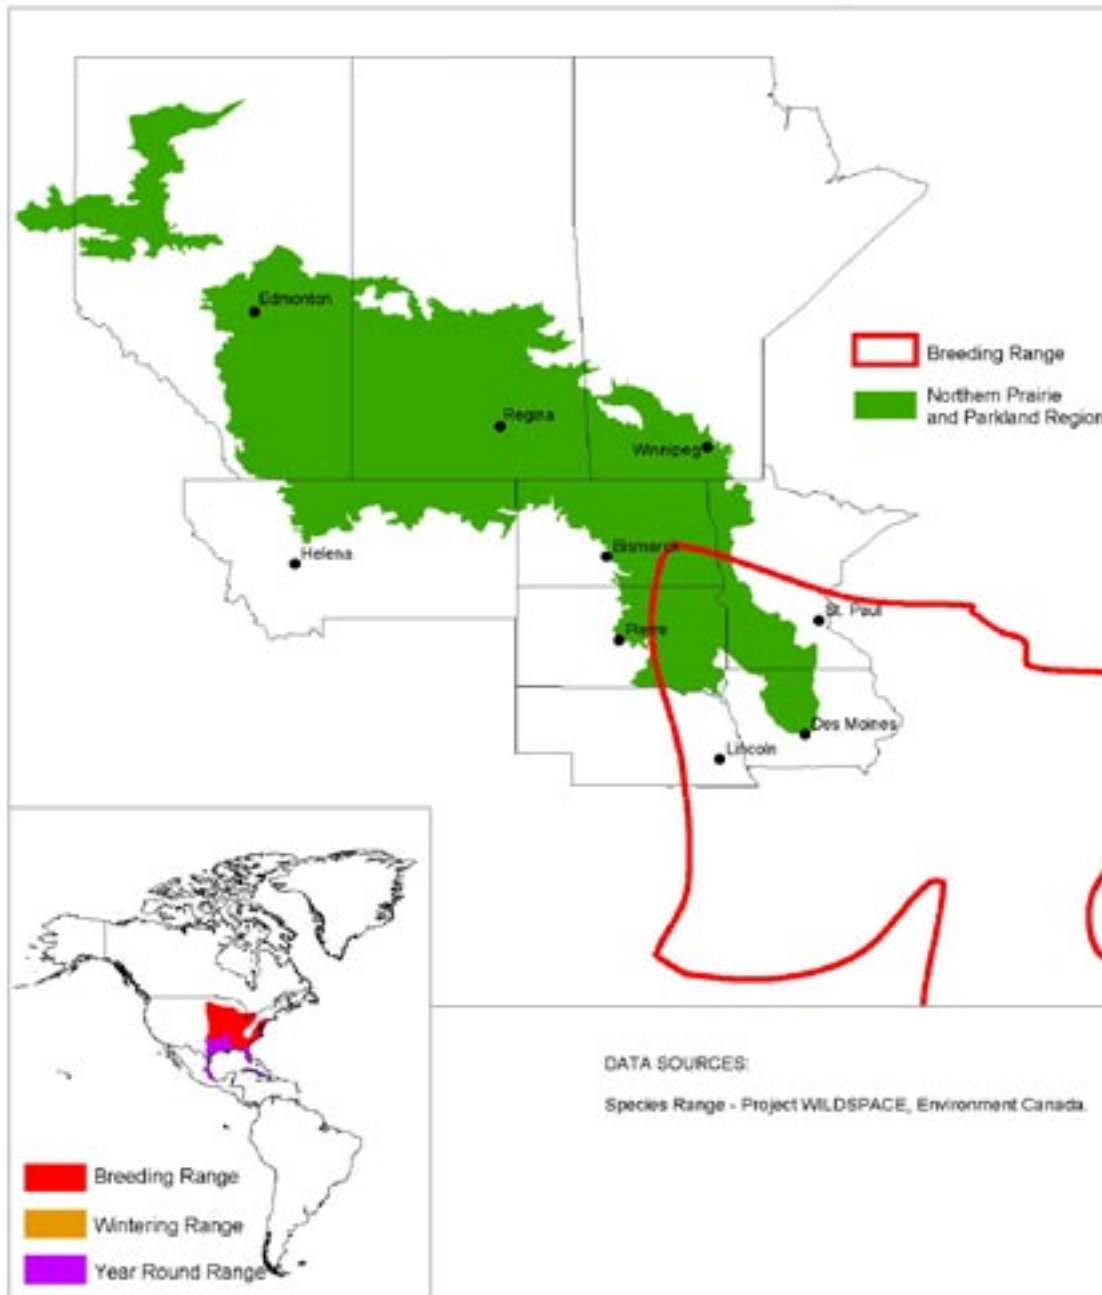 Edmonton
Regina
Winnipeg
Helena
Bismarck
Pierre
St. Paul
Des Moines
Lincoln
Breeding Range
Northern Prairie
and Parkland Region
DATA SOURCES:
Species Range - Project WILDSPACE, Environment Canada.
Breeding Range
Wintering Range
Year Round Range